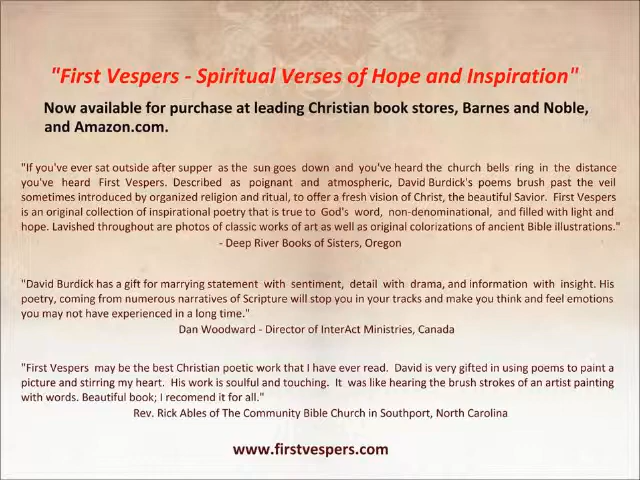 "First Vespers - Spiritual Verses of Hope and Inspiration"
Now available for purchase at leading Christian book stores, Barnes and Noble,
and Amazon.com.
"If you've ever sat outside after supper as the sun goes down and you've heard the church bells ring in the distance
you've heard First Vespers. Described as poignant and atmospheric, David Burdick's poems brush past the veil
sometimes introduced by organized religion and ritual, to offer a fresh vision of Christ, the beautiful Savior. First Vespers
is an original collection of inspirational poetry that is true to God's word, non-denominational, and filled with light and
hope. Lavished throughout are photos of classic works of art as well as original colorizations of ancient Bible illustrations."
- Deep River Books of Sisters, Oregon
"David Burdick has a gift for marrying statement with sentiment, detail with drama, and information with insight. His
poetry, coming from numerous narratives of Scripture will stop you in your tracks and make you think and feel emotions
you may not have experienced in a long time."
Dan Woodward - Director of InterAct Ministries, Canada
"First Vespers may be the best Christian poetic work that I have ever read. David is very gifted in using poems to paint a
picture and stirring my heart. His work is soulful and touching. It was like hearing the brush strokes of an artist painting
with words. Beautiful book; I recomend it for all."
Rev. Rick Ables of The Community Bible Church in Southport, North Carolina
www.firstvespers.com